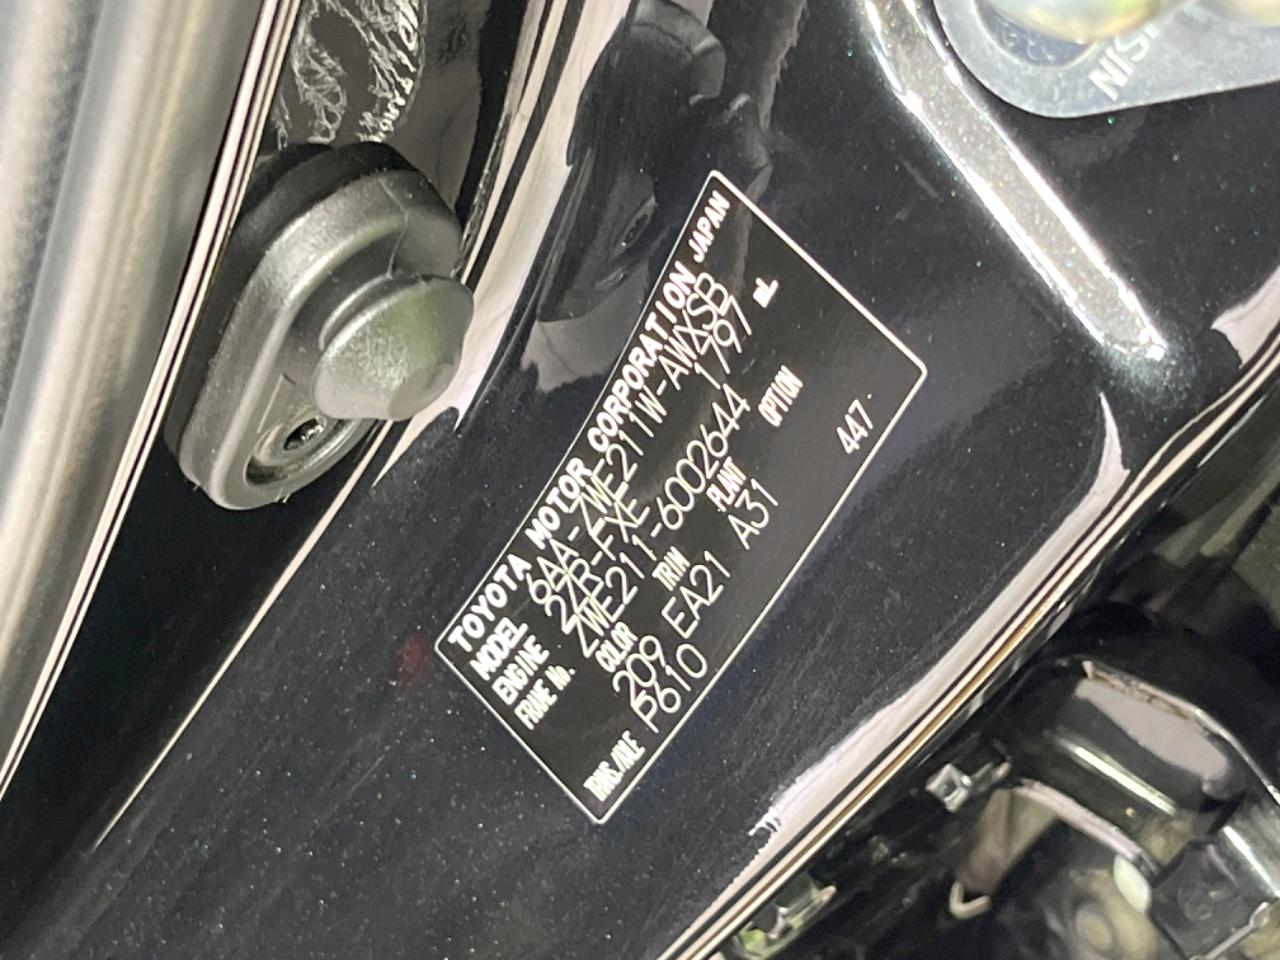 TOYOTA MOTOR CORPORATION JAPAN
MODEL 6AA-ZWE211W-AWXSB
ENGINE 2ZR-FXE 1797 mL
FRAME No. ZWE211-6002644
COLOR TRIM PLANT OPTION
209 EA21 A31 447
TRANS./AXLE P610
NISI